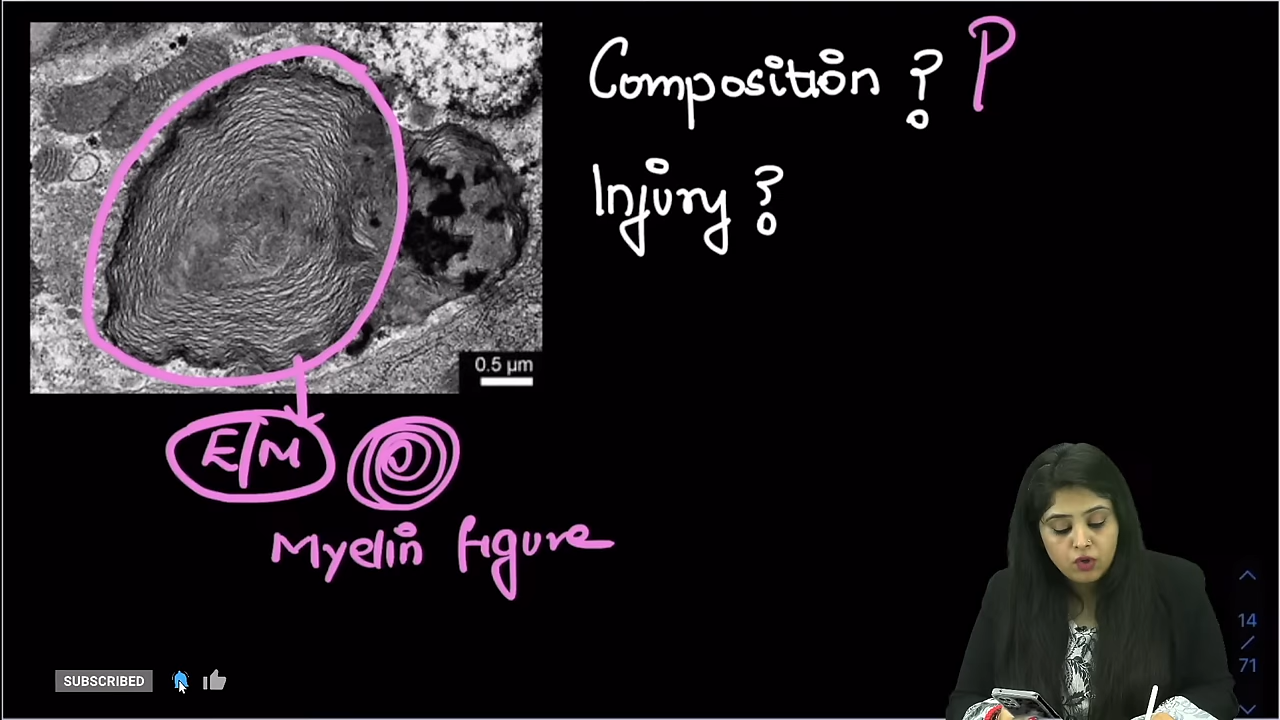 Composition ? P
Injury ?
0.5 µm
E/M
Myelin figure
SUBSCRIBED
14
/
71